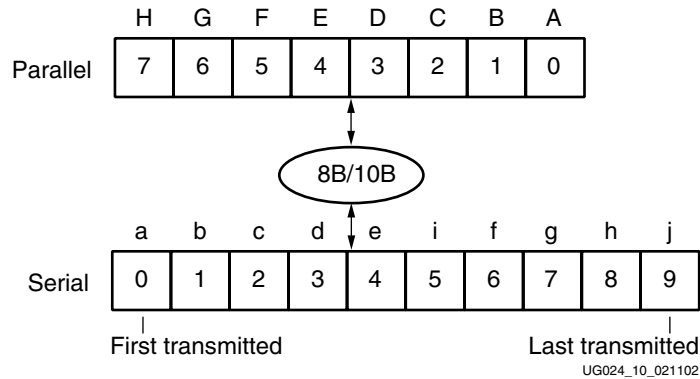 H G F E D C B A
Parallel 7 6 5 4 3 2 1 0
8B/10B
a b c d e i f g h j
Serial 0 1 2 3 4 5 6 7 8 9
First transmitted Last transmitted
UG024_10_021102